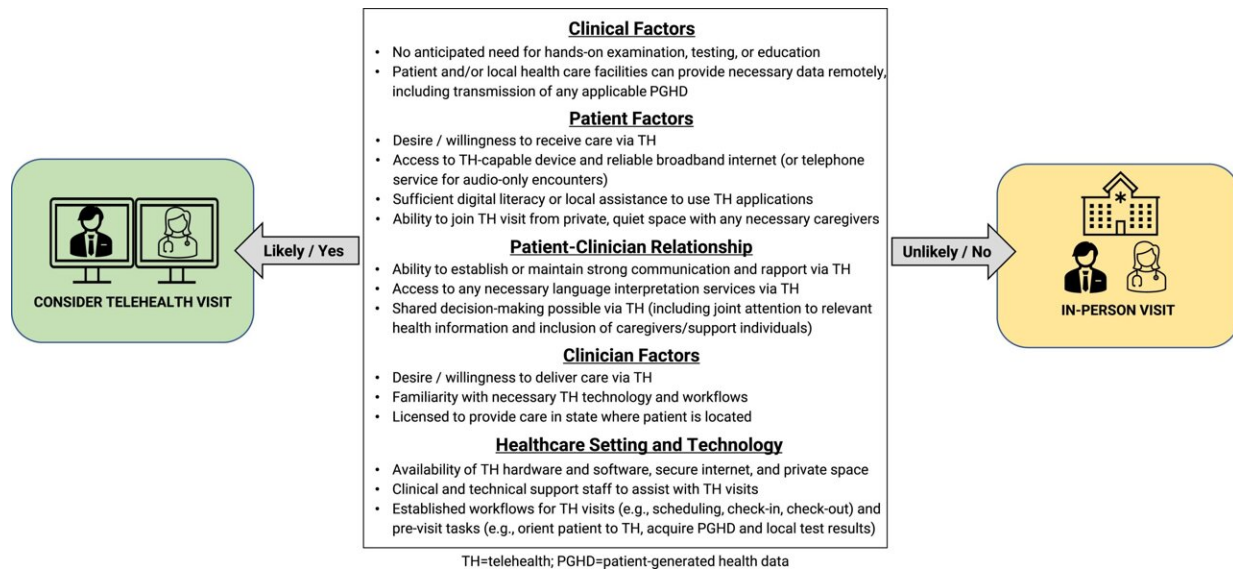 Clinical Factors
• No anticipated need for hands-on examination, testing, or education
• Patient and/or local health care facilities can provide necessary data remotely,
including transmission of any applicable PGHD
Patient Factors
• Desire / willingness to receive care via TH
• Access to TH-capable device and reliable broadband internet (or telephone
service for audio-only encounters)
• Sufficient digital literacy or local assistance to use TH applications
• Ability to join TH visit from private, quiet space with any necessary caregivers
Likely / Yes
CONSIDER TELEHEALTH VISIT
Patient-Clinician Relationship
• Ability to establish or maintain strong communication and rapport via TH
• Access to any necessary language interpretation services via TH
• Shared decision-making possible via TH (including joint attention to relevant
health information and inclusion of caregivers/support individuals)
Unlikely / No
IN-PERSON VISIT
Clinician Factors
• Desire / willingness to deliver care via TH
• Familiarity with necessary TH technology and workflows
• Licensed to provide care in state where patient is located
Healthcare Setting and Technology
• Availability of TH hardware and software, secure internet, and private space
• Clinical and technical support staff to assist with TH visits
• Established workflows for TH visits (e.g., scheduling, check-in, check-out) and
pre-visit tasks (e.g., orient patient to TH, acquire PGHD and local test results)
TH=telehealth; PGHD=patient-generated health data